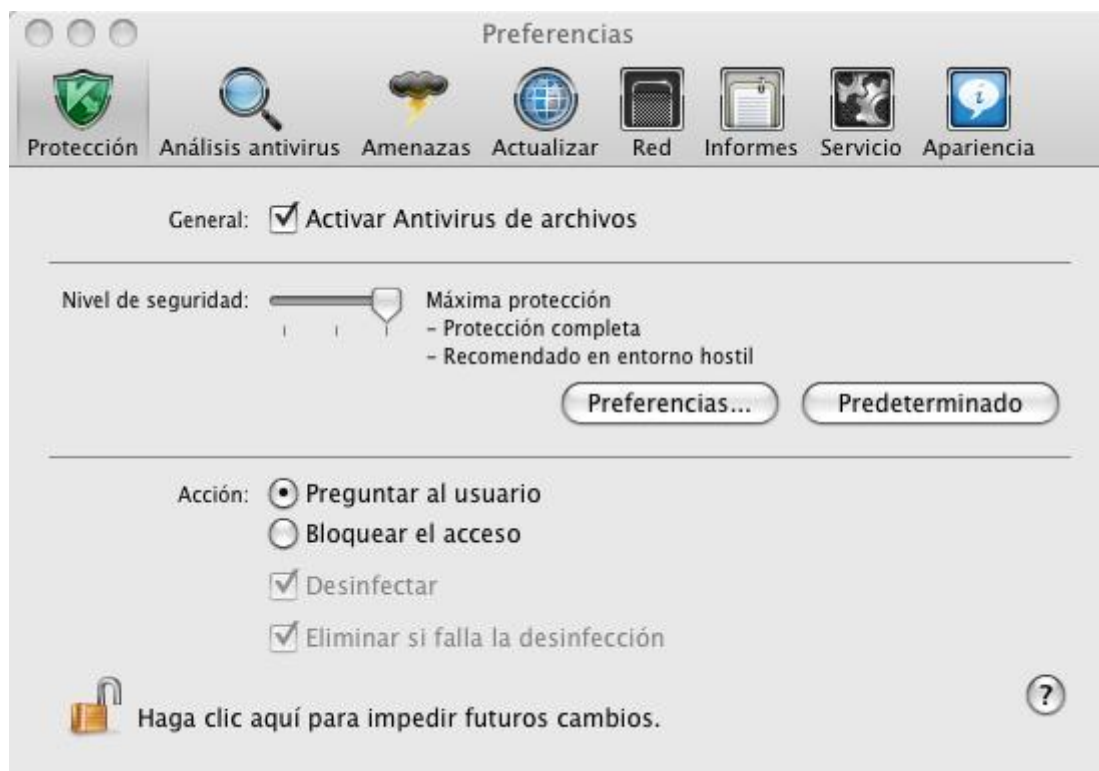 Preferencias
Protección Análisis antivirus Amenazas Actualizar Red Informes Servicio Apariencia
General: Activar Antivirus de archivos
Nivel de seguridad: Máxima protección
- Protección completa
- Recomendado en entorno hostil
Preferencias... Predeterminado
Acción: Preguntar al usuario
Bloquear el acceso
Desinfectar
Eliminar si falla la desinfección
Haga clic aquí para impedir futuros cambios. ?